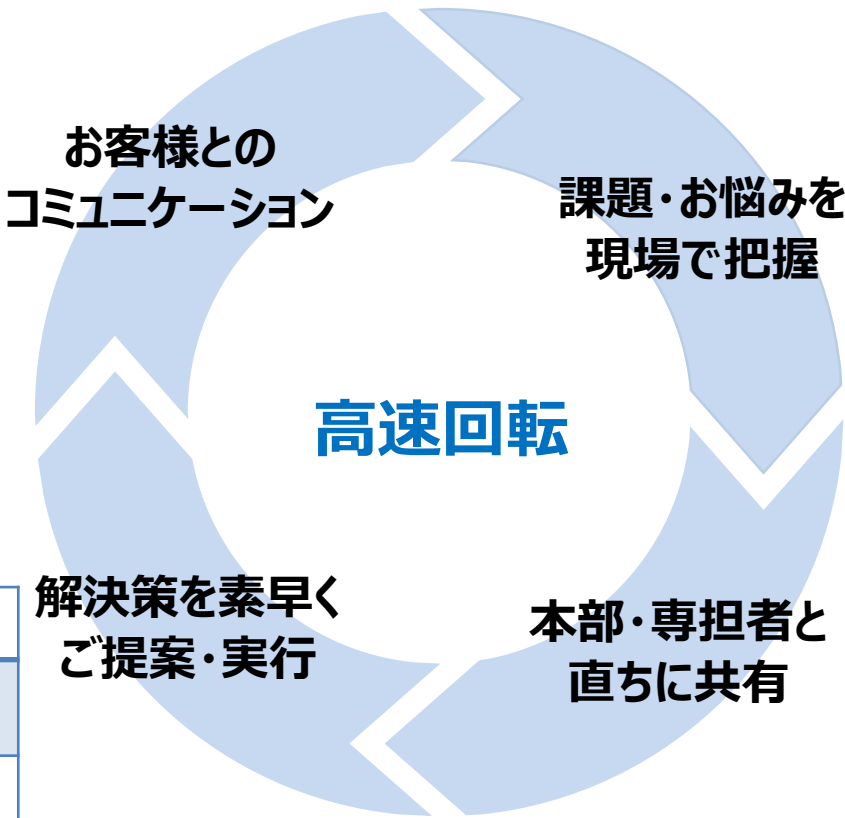 お客様との
コミュニケーション
課題・お悩みを
現場で把握
高速回転
解決策を素早く
ご提案・実行
本部・専担者と
直ちに共有